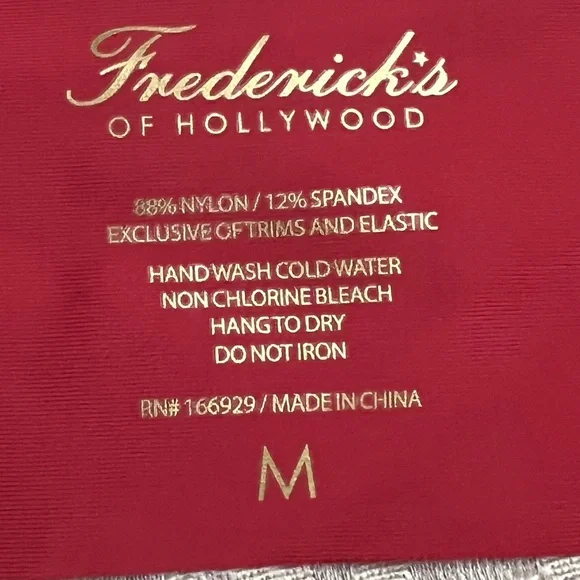 Frederick's
OF HOLLYWOOD
88% NYLON / 12% SPANDEX
EXCLUSIVE OF TRIMS AND ELASTIC
HAND WASH COLD WATER
NON CHLORINE BLEACH
HANG TO DRY
DO NOT IRON
RN# 166929 / MADE IN CHINA
M